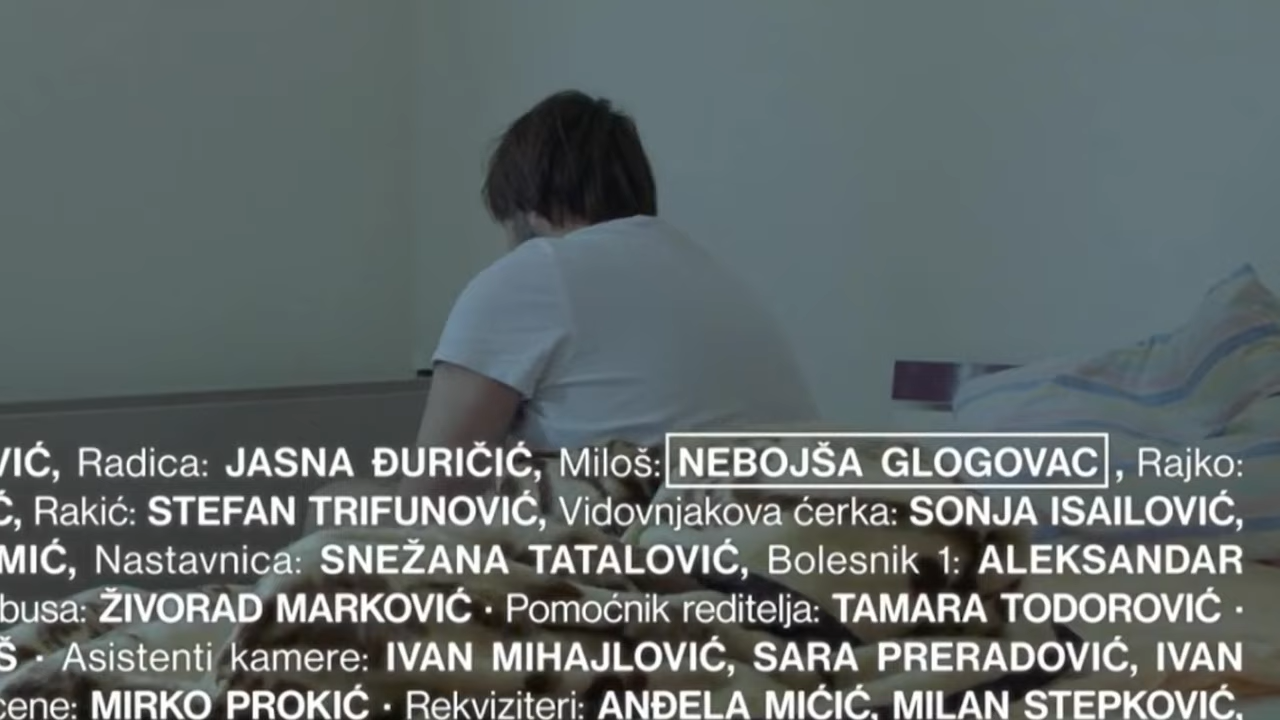 VIĆ, Radica: JASNA ĐURIČIĆ, Miloš: NEBOJŠA GLOGOVAC, Rajko:
Ć, Rakić: STEFAN TRIFUNOVIĆ, Vidovnjakova ćerka: SONJA ISAILOVIĆ,
MIĆ, Nastavnica: SNEŽANA TATALOVIĆ, Bolesnik 1: ALEKSANDAR
busa: ŽIVORAD MARKOVIĆ · Pomoćnik reditelja: TAMARA TODOROVIĆ ·
Š · Asistenti kamere: IVAN MIHAJLOVIĆ, SARA PRERADOVIĆ, IVAN
cene: MIRKO PROKIĆ · Rekviziteri: ANĐELA MIĆIĆ, MILAN STEPKOVIĆ,